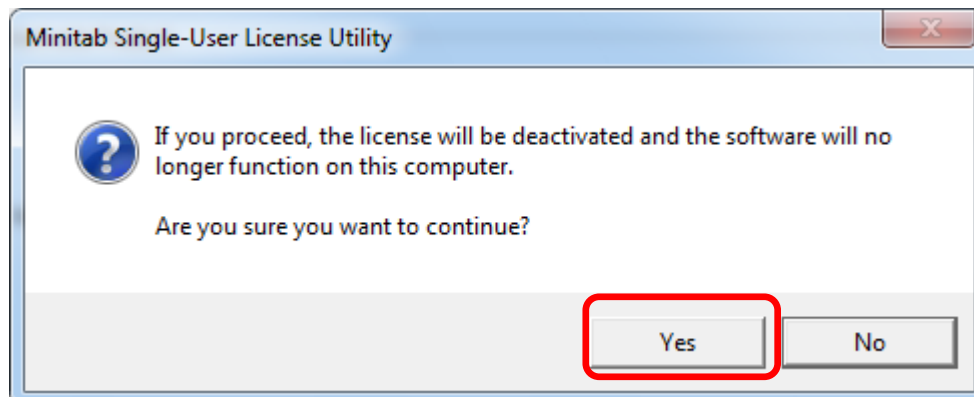 Minitab Single-User License Utility
If you proceed, the license will be deactivated and the software will no
longer function on this computer.
Are you sure you want to continue?
Yes
No